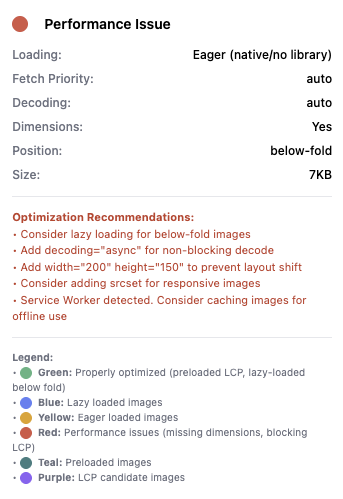 Performance Issue
Loading: Eager (native/no library)
Fetch Priority: auto
Decoding: auto
Dimensions: Yes
Position: below-fold
Size: 7KB
Optimization Recommendations:
• Consider lazy loading for below-fold images
• Add decoding="async" for non-blocking decode
• Add width="200" height="150" to prevent layout shift
• Consider adding srcset for responsive images
• Service Worker detected. Consider caching images for
offline use
Legend:
• Green: Properly optimized (preloaded LCP, lazy-loaded
below fold)
• Blue: Lazy loaded images
• Yellow: Eager loaded images
• Red: Performance issues (missing dimensions, blocking
LCP)
• Teal: Preloaded images
• Purple: LCP candidate images